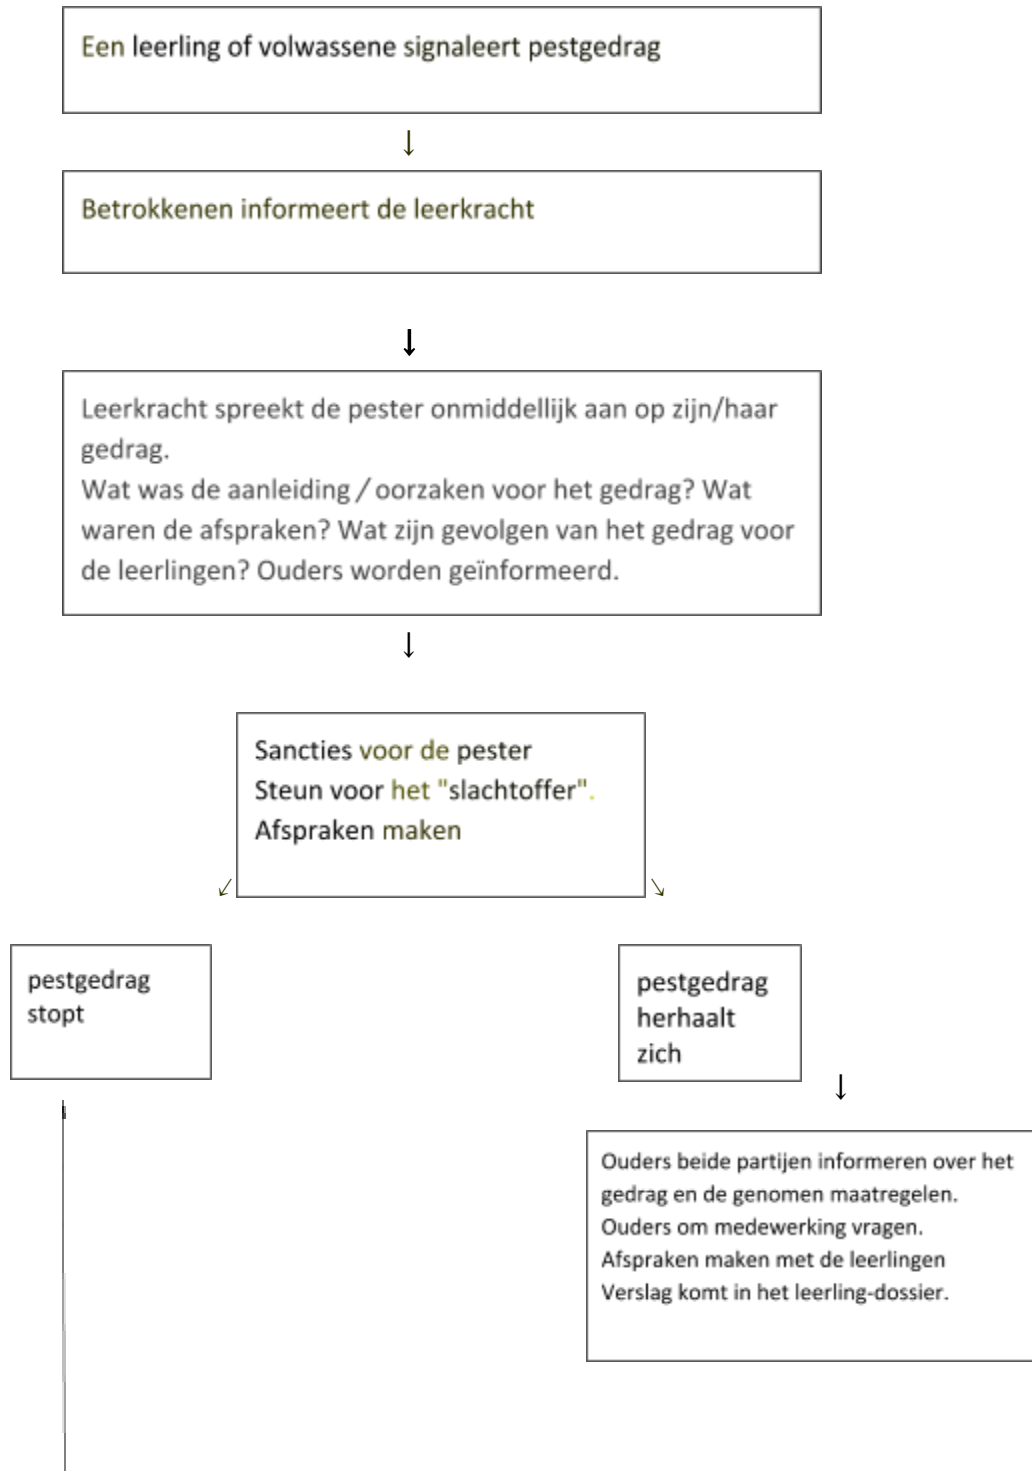 Een leerling of volwassene signaleert pestgedrag
↓
Betrokkenen informeert de leerkracht
↓
Leerkracht spreekt de pester onmiddellijk aan op zijn/haar
gedrag.
Wat was de aanleiding / oorzaken voor het gedrag? Wat
waren de afspraken? Wat zijn gevolgen van het gedrag voor
de leerlingen? Ouders worden geïnformeerd.
↓
Sancties voor de pester
Steun voor het "slachtoffer".
Afspraken maken
↙ ↘
pestgedrag
stopt
pestgedrag
herhaalt
zich
↓
Ouders beide partijen informeren over het
gedrag en de genomen maatregelen.
Ouders om medewerking vragen.
Afspraken maken met de leerlingen
Verslag komt in het leerling-dossier.